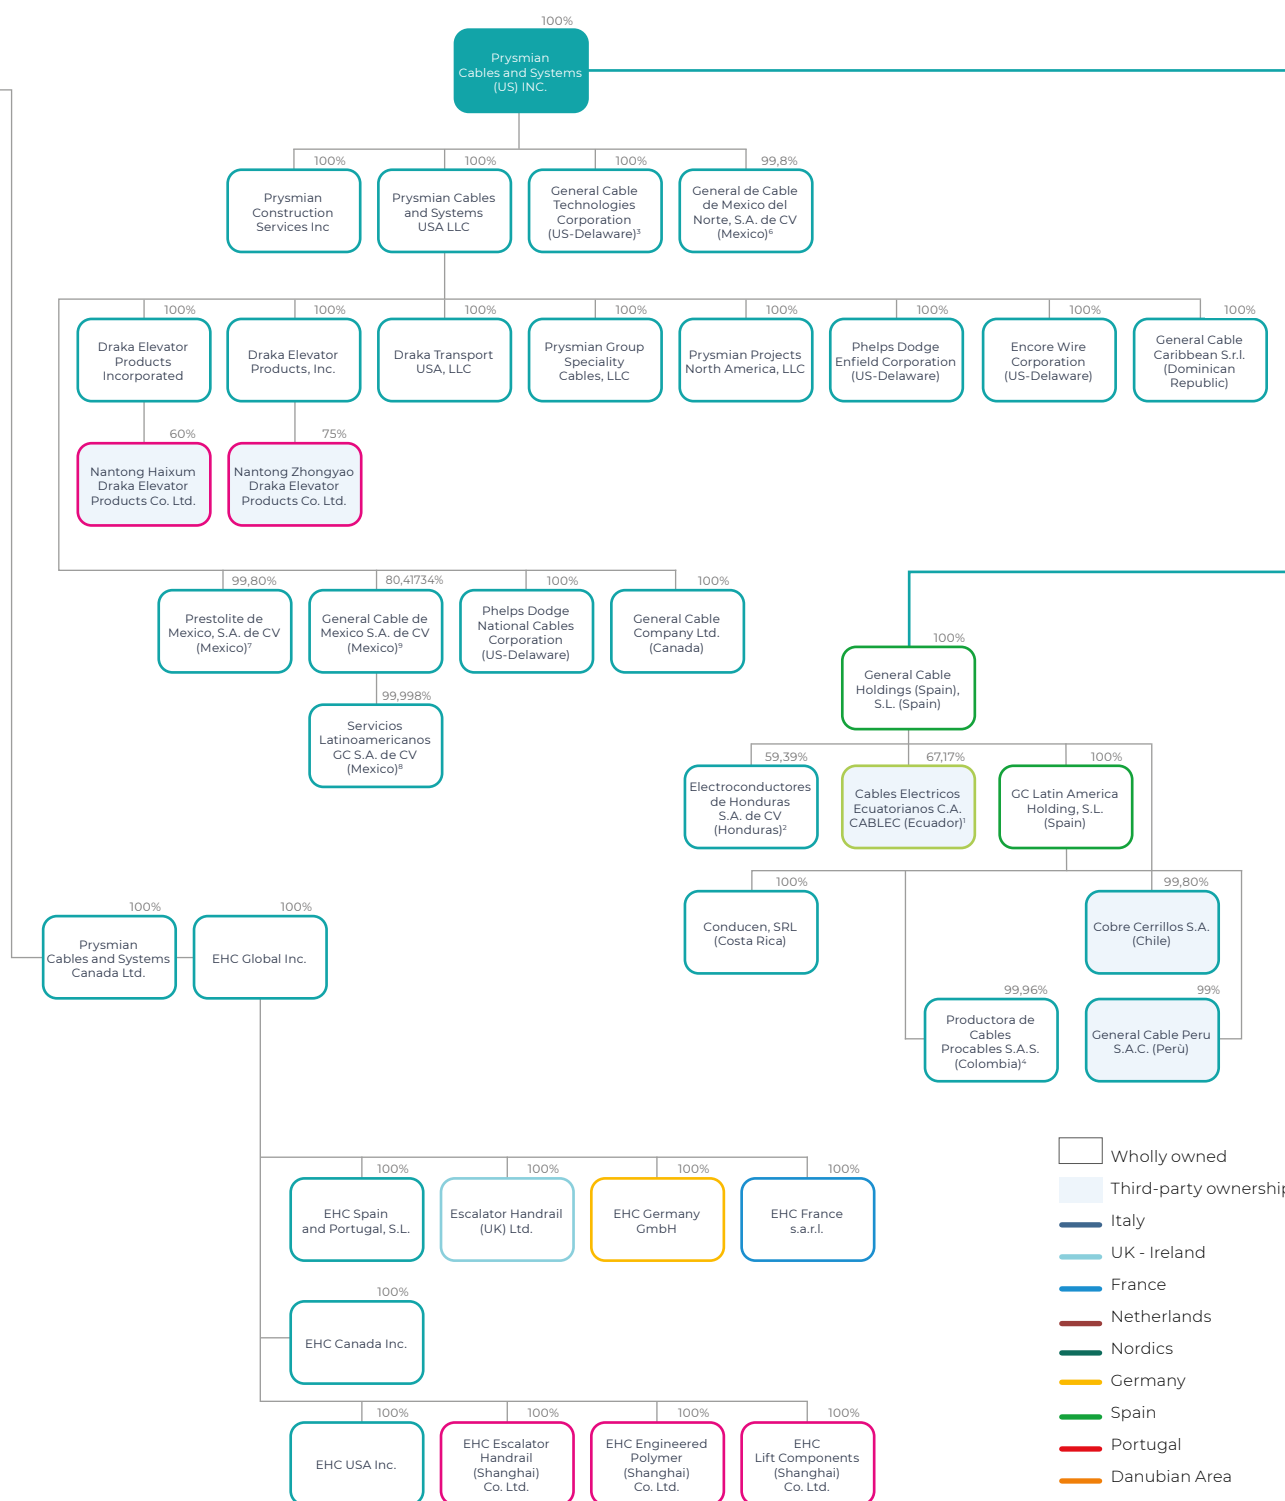 100%
Prysmian
Cables and Systems
(US) INC.
100%
Prysmian
Construction
Services Inc
100%
Prysmian Cables
and Systems
USA LLC
100%
General Cable
Technologies
Corporation
(US-Delaware)³
99,8%
General de Cable
de Mexico del
Norte, S.A. de CV
(Mexico)⁶
100%
Draka Elevator
Products
Incorporated
100%
Draka Elevator
Products, Inc.
100%
Draka Transport
USA, LLC
100%
Prysmian Group
Speciality
Cables, LLC
100%
Prysmian Projects
North America, LLC
100%
Phelps Dodge
Enfield Corporation
(US-Delaware)
100%
Encore Wire
Corporation
(US-Delaware)
100%
General Cable
Caribbean S.r.l.
(Dominican
Republic)
60%
Nantong Haixum
Draka Elevator
Products Co. Ltd.
75%
Nantong Zhongyao
Draka Elevator
Products Co. Ltd.
99,80%
Prestolite de
Mexico, S.A. de CV
(Mexico)⁷
80,41734%
General Cable de
Mexico S.A. de CV
(Mexico)⁹
100%
Phelps Dodge
National Cables
Corporation
(US-Delaware)
100%
General Cable
Company Ltd.
(Canada)
99,998%
Servicios
Latinoamericanos
GC S.A. de CV
(Mexico)⁸
100%
General Cable
Holdings (Spain),
S.L. (Spain)
59,39%
Electroconductores
de Honduras
S.A. de CV
(Honduras)²
67,17%
Cables Electricos
Ecuatorianos C.A.
CABLEC (Ecuador)¹
100%
GC Latin America
Holding, S.L.
(Spain)
100%
Conducen, SRL
(Costa Rica)
99,80%
Cobre Cerrillos S.A.
(Chile)
99,96%
Productora de
Cables
Procables S.A.S.
(Colombia)⁴
99%
General Cable Peru
S.A.C. (Perù)
100%
Prysmian
Cables and Systems
Canada Ltd.
100%
EHC Global Inc.
100%
EHC Spain
and Portugal, S.L.
100%
Escalator Handrail
(UK) Ltd.
100%
EHC Germany
GmbH
100%
EHC France
s.a.r.l.
100%
EHC Canada Inc.
100%
EHC USA Inc.
100%
EHC Escalator
Handrail
(Shanghai)
Co. Ltd.
100%
EHC Engineered
Polymer
(Shanghai)
Co. Ltd.
100%
EHC
Lift Components
(Shanghai)
Co. Ltd.
Wholly owned
Third-party ownership
Italy
UK - Ireland
France
Netherlands
Nordics
Germany
Spain
Portugal
Danubian Area